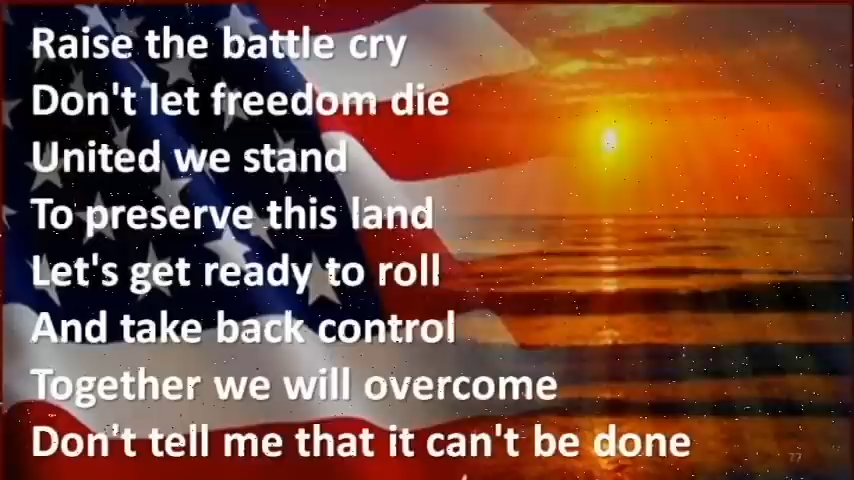 Raise the battle cry
Don't let freedom die
United we stand
To preserve this land
Let's get ready to roll
And take back control
Together we will overcome
Don't tell me that it can't be done
77